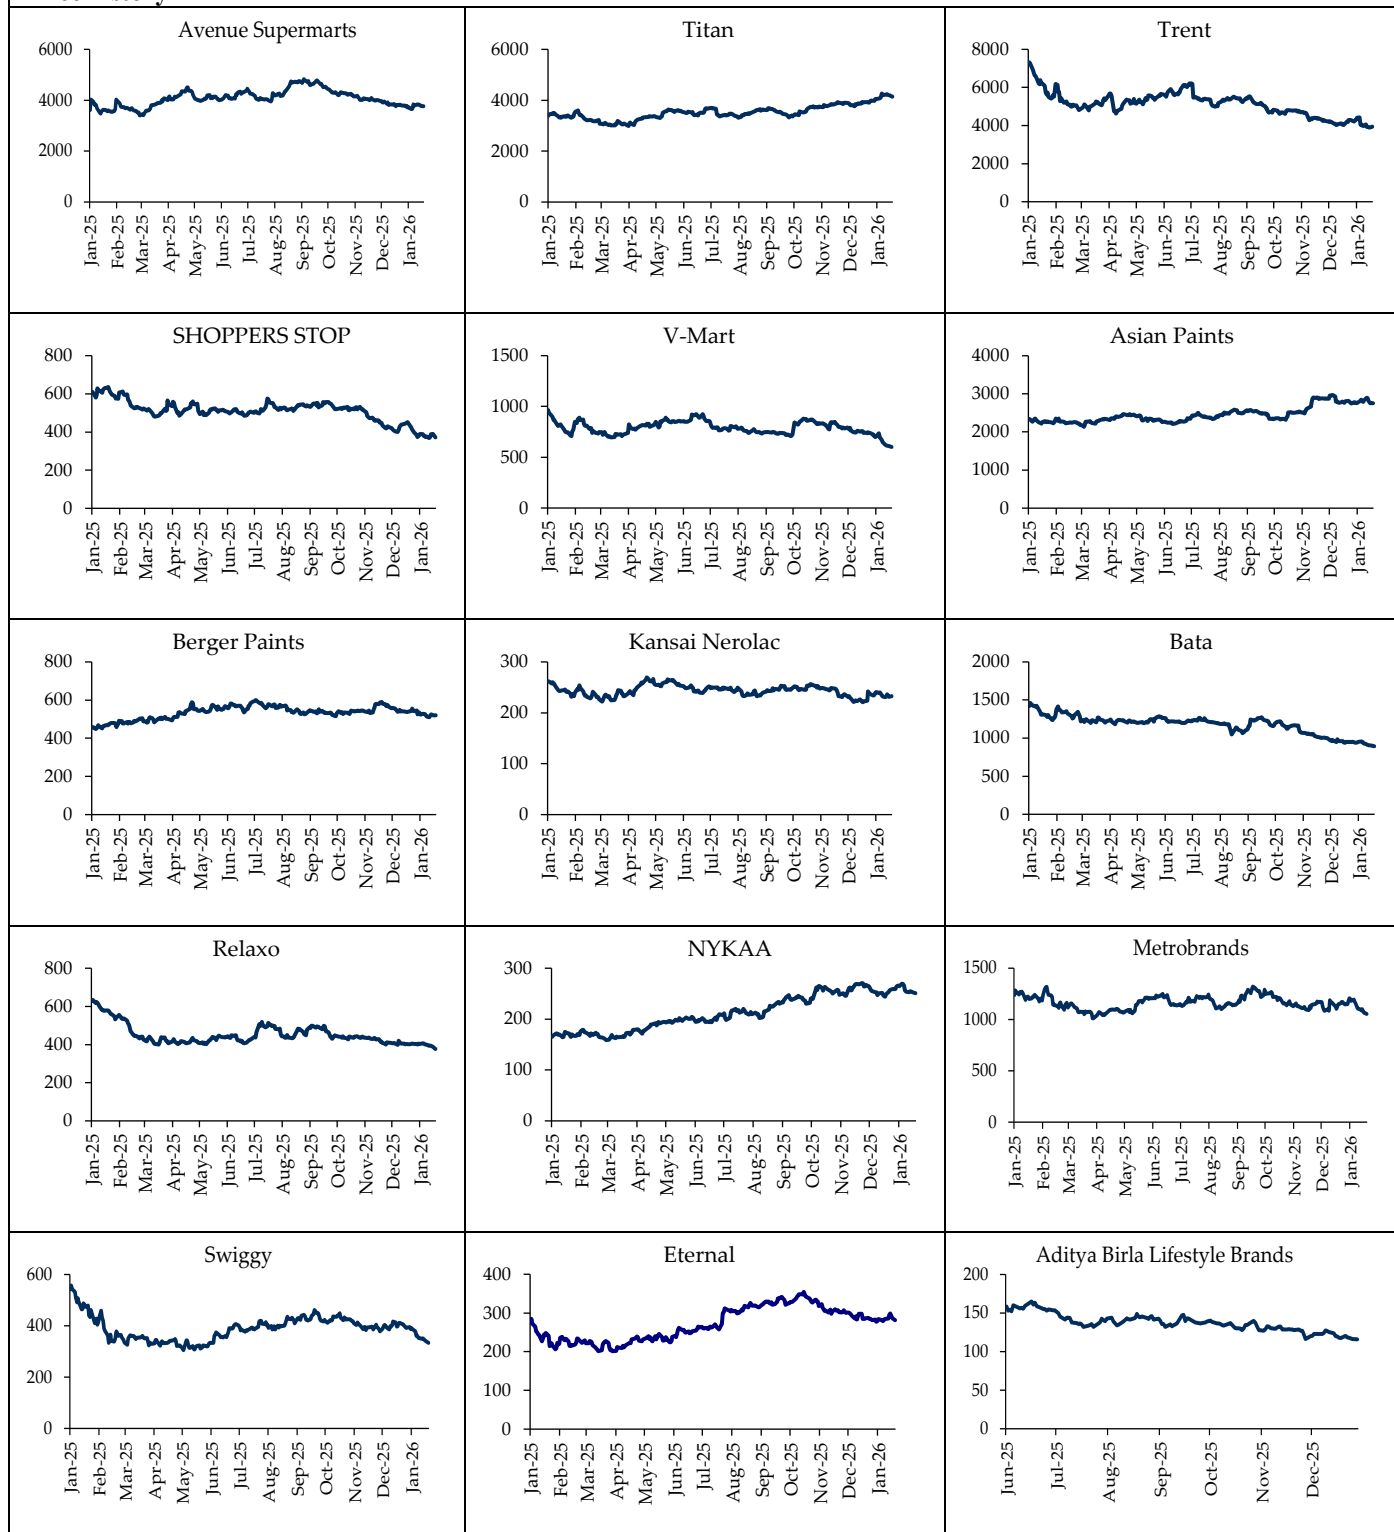 Avenue Supermarts
6000
4000
2000
0
Jan-25
Feb-25
Mar-25
Apr-25
May-25
Jun-25
Jul-25
Aug-25
Sep-25
Oct-25
Nov-25
Dec-25
Jan-26
Titan
6000
4000
2000
0
Jan-25
Feb-25
Mar-25
Apr-25
May-25
Jun-25
Jul-25
Aug-25
Sep-25
Oct-25
Nov-25
Dec-25
Jan-26
Trent
8000
6000
4000
2000
0
Jan-25
Feb-25
Mar-25
Apr-25
May-25
Jun-25
Jul-25
Aug-25
Sep-25
Oct-25
Nov-25
Dec-25
Jan-26
SHOPPERS STOP
800
600
400
200
0
Jan-25
Feb-25
Mar-25
Apr-25
May-25
Jun-25
Jul-25
Aug-25
Sep-25
Oct-25
Nov-25
Dec-25
Jan-26
V-Mart
1500
1000
500
0
Jan-25
Feb-25
Mar-25
Apr-25
May-25
Jun-25
Jul-25
Aug-25
Sep-25
Oct-25
Nov-25
Dec-25
Jan-26
Asian Paints
4000
3000
2000
1000
0
Jan-25
Feb-25
Mar-25
Apr-25
May-25
Jun-25
Jul-25
Aug-25
Sep-25
Oct-25
Nov-25
Dec-25
Jan-26
Berger Paints
800
600
400
200
0
Jan-25
Feb-25
Mar-25
Apr-25
May-25
Jun-25
Jul-25
Aug-25
Sep-25
Oct-25
Nov-25
Dec-25
Jan-26
Kansai Nerolac
300
200
100
0
Jan-25
Feb-25
Mar-25
Apr-25
May-25
Jun-25
Jul-25
Aug-25
Sep-25
Oct-25
Nov-25
Dec-25
Jan-26
Bata
2000
1500
1000
500
0
Jan-25
Feb-25
Mar-25
Apr-25
May-25
Jun-25
Jul-25
Aug-25
Sep-25
Oct-25
Nov-25
Dec-25
Jan-26
Relaxo
800
600
400
200
0
Jan-25
Feb-25
Mar-25
Apr-25
May-25
Jun-25
Jul-25
Aug-25
Sep-25
Oct-25
Nov-25
Dec-25
Jan-26
NYKAA
300
200
100
0
Jan-25
Feb-25
Mar-25
Apr-25
May-25
Jun-25
Jul-25
Aug-25
Sep-25
Oct-25
Nov-25
Dec-25
Jan-26
Metrobrands
1500
1000
500
0
Jan-25
Feb-25
Mar-25
Apr-25
May-25
Jun-25
Jul-25
Aug-25
Sep-25
Oct-25
Nov-25
Dec-25
Jan-26
Swiggy
600
400
200
0
Jan-25
Feb-25
Mar-25
Apr-25
May-25
Jun-25
Jul-25
Aug-25
Sep-25
Oct-25
Nov-25
Dec-25
Jan-26
Eternal
400
300
200
100
0
Jan-25
Feb-25
Mar-25
Apr-25
May-25
Jun-25
Jul-25
Aug-25
Sep-25
Oct-25
Nov-25
Dec-25
Jan-26
Aditya Birla Lifestyle Brands
200
150
100
50
0
Jun-25
Jul-25
Aug-25
Sep-25
Oct-25
Nov-25
Dec-25